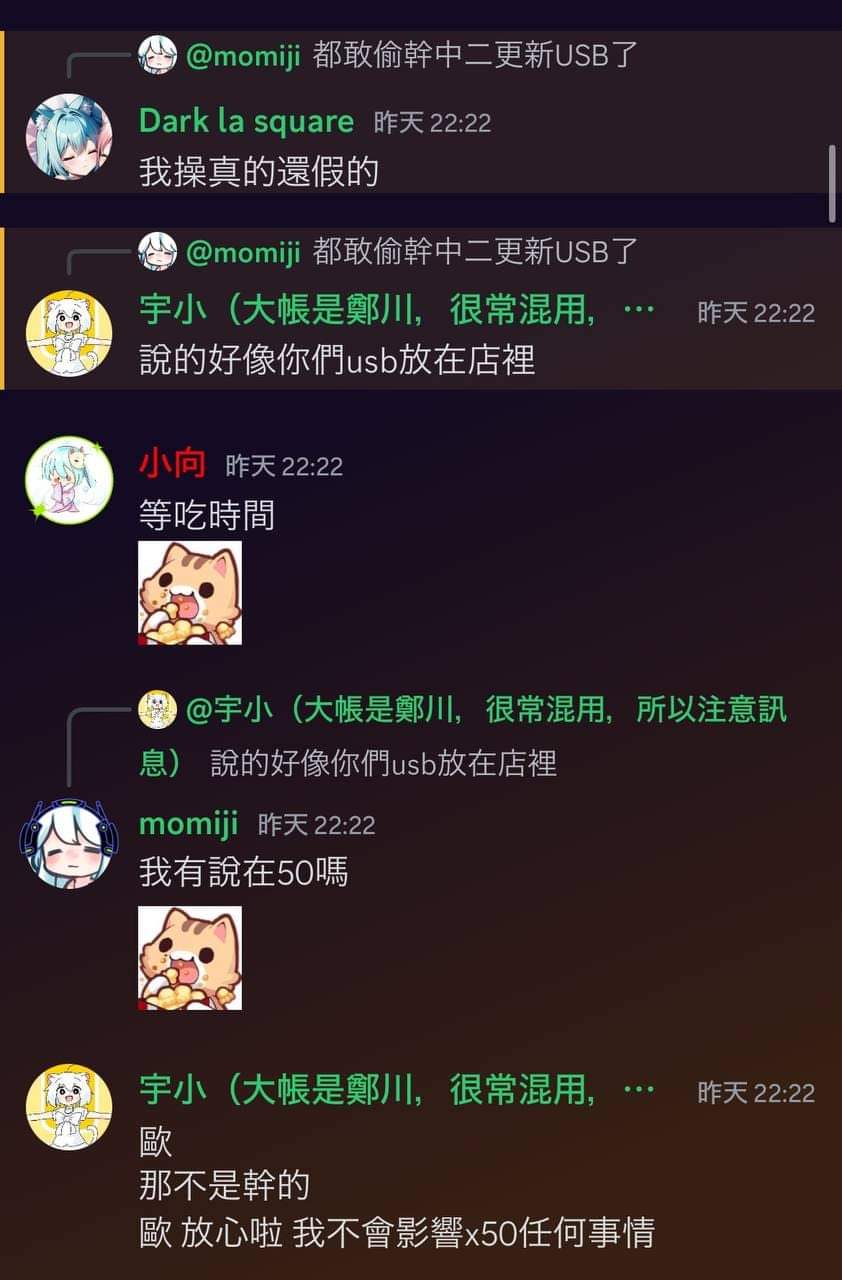 @momiji 都敢偷幹中二更新USB了
Dark la square 昨天 22:22
我操真的還假的
@momiji 都敢偷幹中二更新USB了
宇小（大帳是鄭川，很常混用，… 昨天 22:22
說的好像你們usb放在店裡
小向 昨天 22:22
等吃時間
@宇小（大帳是鄭川，很常混用，所以注意訊
息） 說的好像你們usb放在店裡
momiji 昨天 22:22
我有說在50嗎
宇小（大帳是鄭川，很常混用，… 昨天 22:22
歐
那不是幹的
歐 放心啦 我不會影響x50任何事情